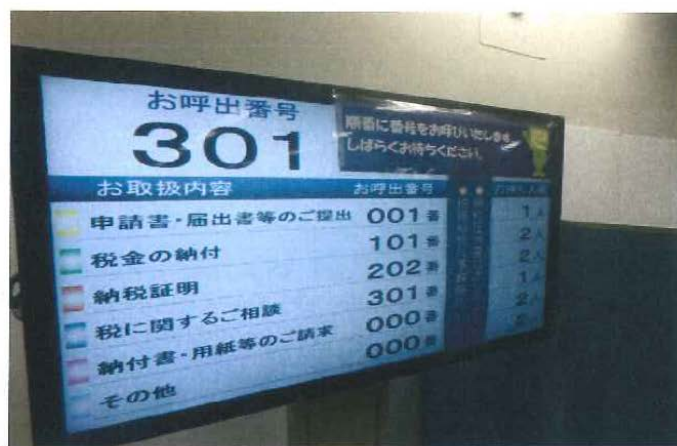 お呼出番号
301
順番に番号をお呼びいたします
しばらくお待ちください。
お取扱内容 お呼出番号
申請書・届出書等のご提出 001番 1人
税金の納付 101番 2人
納税証明 202番 2人
税に関するご相談 301番 1人
納付書・用紙等のご請求 000番 2人
その他 000番